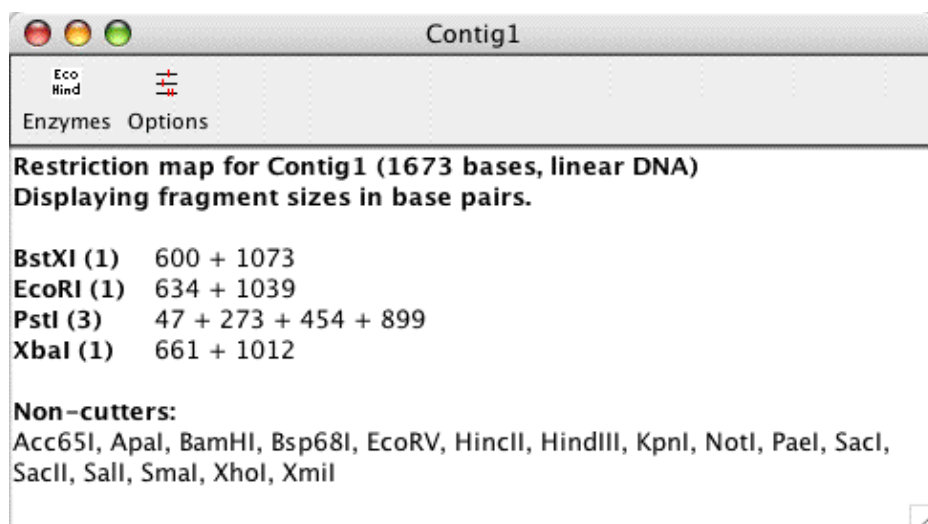 Contig1
Eco
Hind
Enzymes Options
Restriction map for Contig1 (1673 bases, linear DNA)
Displaying fragment sizes in base pairs.
BstXI (1) 600 + 1073
EcoRI (1) 634 + 1039
PstI (3) 47 + 273 + 454 + 899
XbaI (1) 661 + 1012
Non-cutters:
Acc65I, ApaI, BamHI, Bsp68I, EcoRV, HincII, HindIII, KpnI, NotI, PaeI, SacI,
SacII, SalI, SmaI, XhoI, XmiI